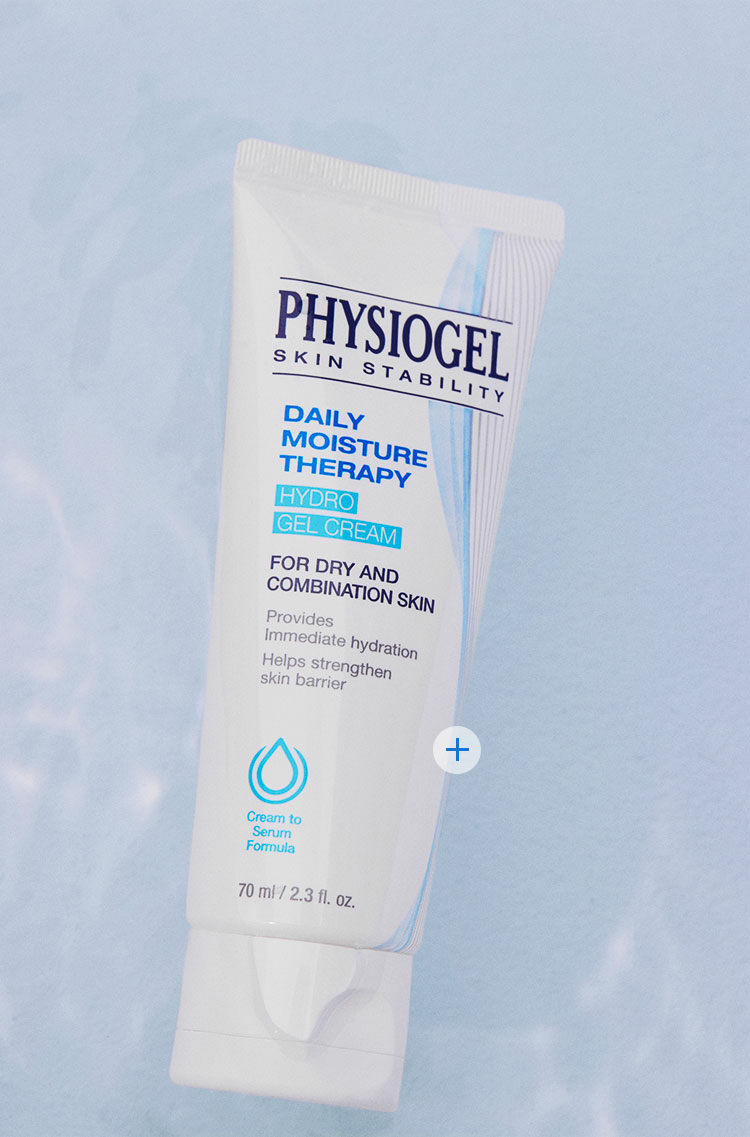 PHYSIOGEL
SKIN STABILITY
DAILY
MOISTURE
THERAPY
HYDRO
GEL CREAM
FOR DRY AND
COMBINATION SKIN
Provides
Immediate hydration
Helps strengthen
skin barrier
Cream to
Serum
Formula
70 ml / 2.3 fl. oz.